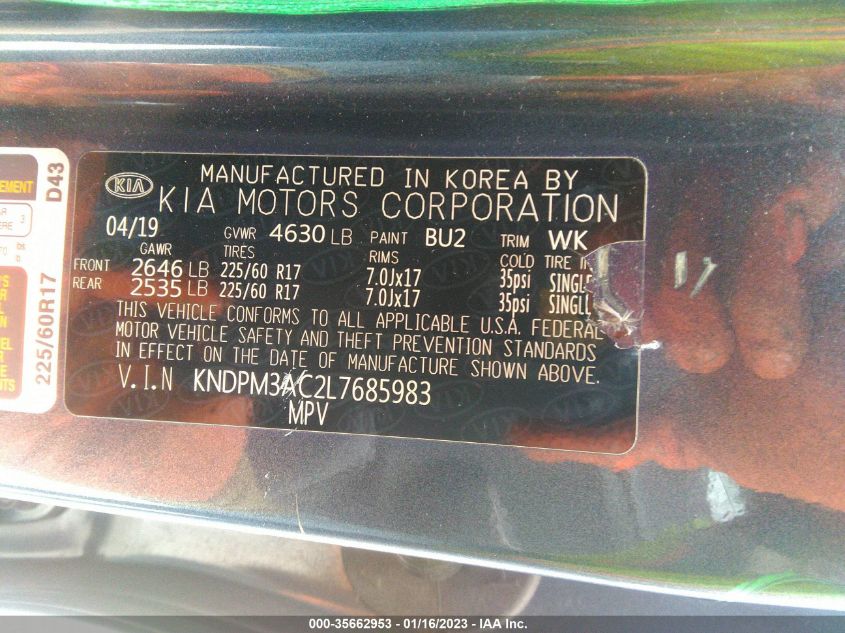 EMENT
D43
225/60R17
KIA
MANUFACTURED IN KOREA BY
KIA MOTORS CORPORATION
04/19 GVWR 4630 LB PAINT BU2 TRIM WK
GAWR TIRES RIMS COLD TIRE
FRONT 2646 LB 225/60 R17 7.0Jx17 35psi
REAR 2535 LB 225/60 R17 7.0Jx17 35psi
THIS VEHICLE CONFORMS TO ALL APPLICABLE U.S.A. FEDERAL
MOTOR VEHICLE SAFETY AND THEFT PREVENTION STANDARDS
IN EFFECT ON THE DATE OF MANUFACTURE SHOWN ABOVE.
V.I.N KNDPM3AC2L7685983
MPV
000-35662953 - 01/16/2023 - IAA Inc.